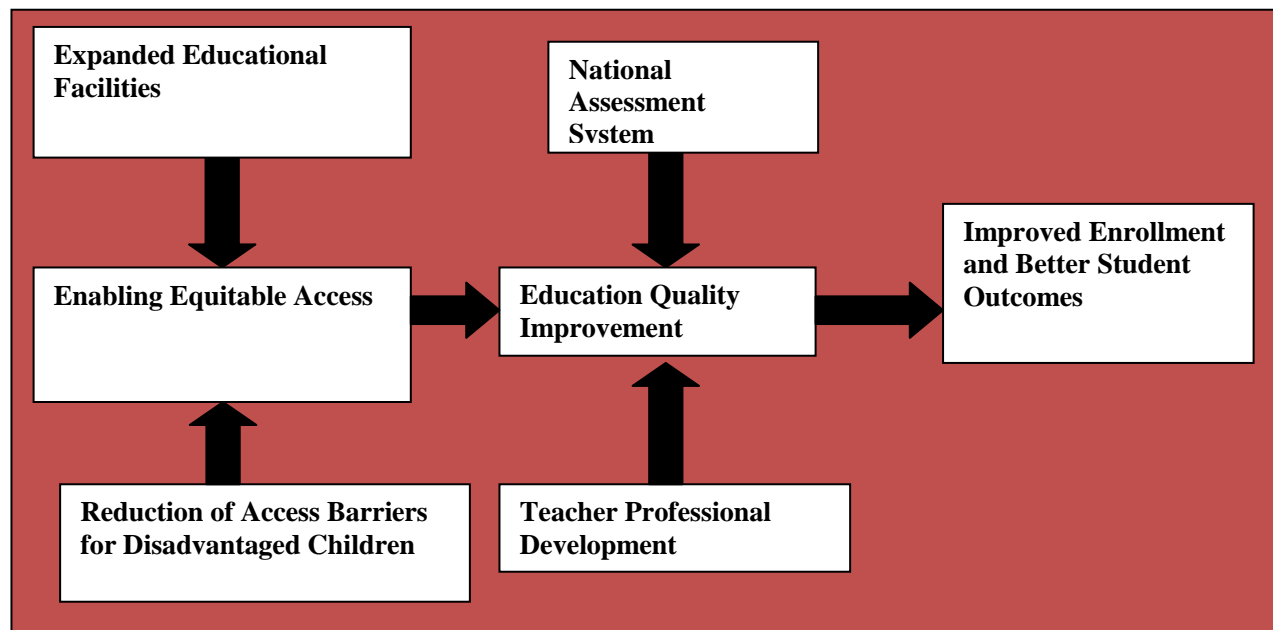 Expanded Educational
Facilities
National
Assessment
System
Enabling Equitable Access
Education Quality
Improvement
Improved Enrollment
and Better Student
Outcomes
Reduction of Access Barriers
for Disadvantaged Children
Teacher Professional
Development